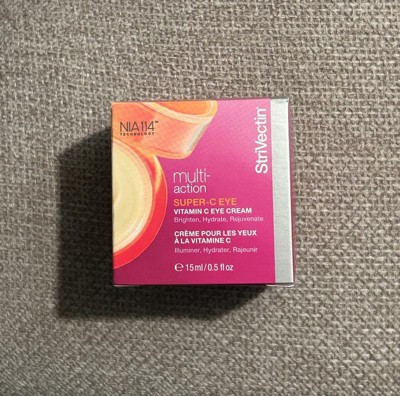 NIA114™
TECHNOLOGY
multi-
action
SUPER-C EYE
VITAMIN C EYE CREAM
Brighten, Hydrate, Rejuvenate
CRÈME POUR LES YEUX
À LA VITAMINE C
Illuminer, Hydrater, Rajeunir
℮ 15 ml / 0.5 fl oz
StriVectin®